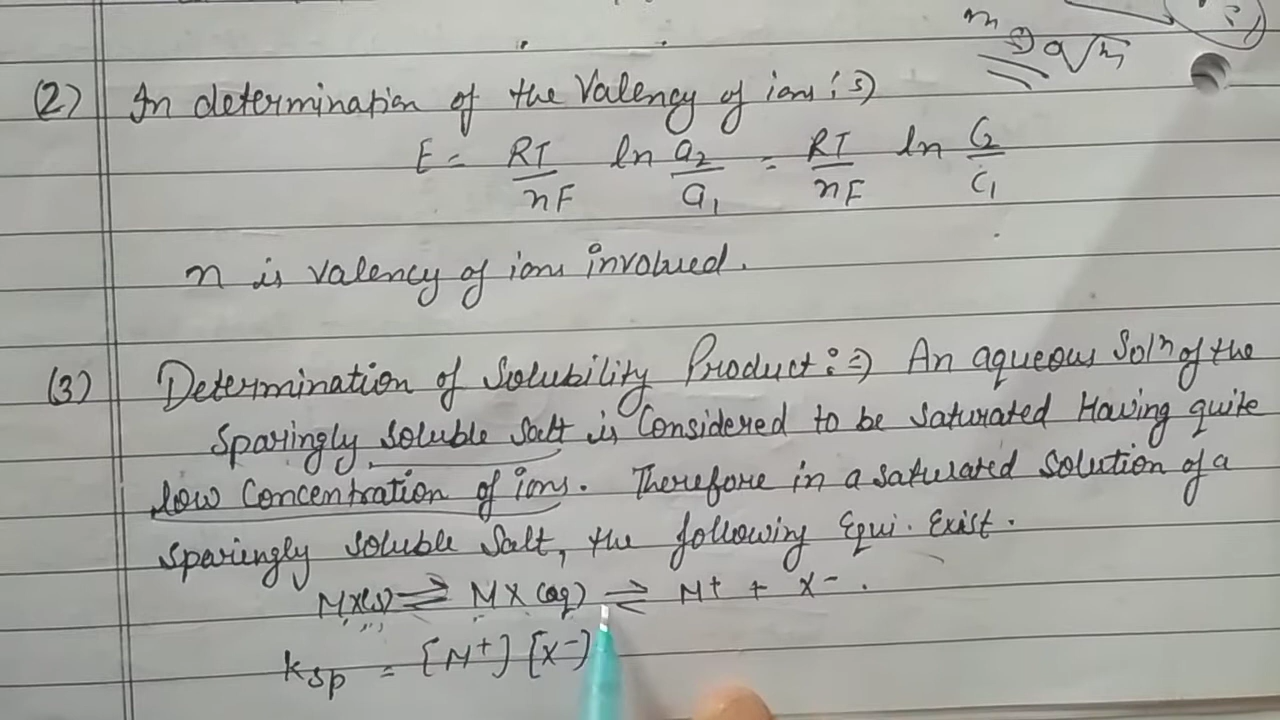 (2) In determination of the Valency of ions :⇒)
E = RT/nF ln a₂/a₁ = RT/nF ln C₂/C₁
n is valency of ions involued.
(3) Determination of Solubility Product :⇒) An aqueous Solⁿ of the
Sparingly soluble salt is Considered to be saturated Having quite
low Concentration of ions. Therefore in a saturated solution of a
Sparingly soluble Salt, the following Equi. Exist.
MX(s) ⇌ MX(aq) ⇌ M⁺ + X⁻.
ksp = [M⁺] [X⁻]